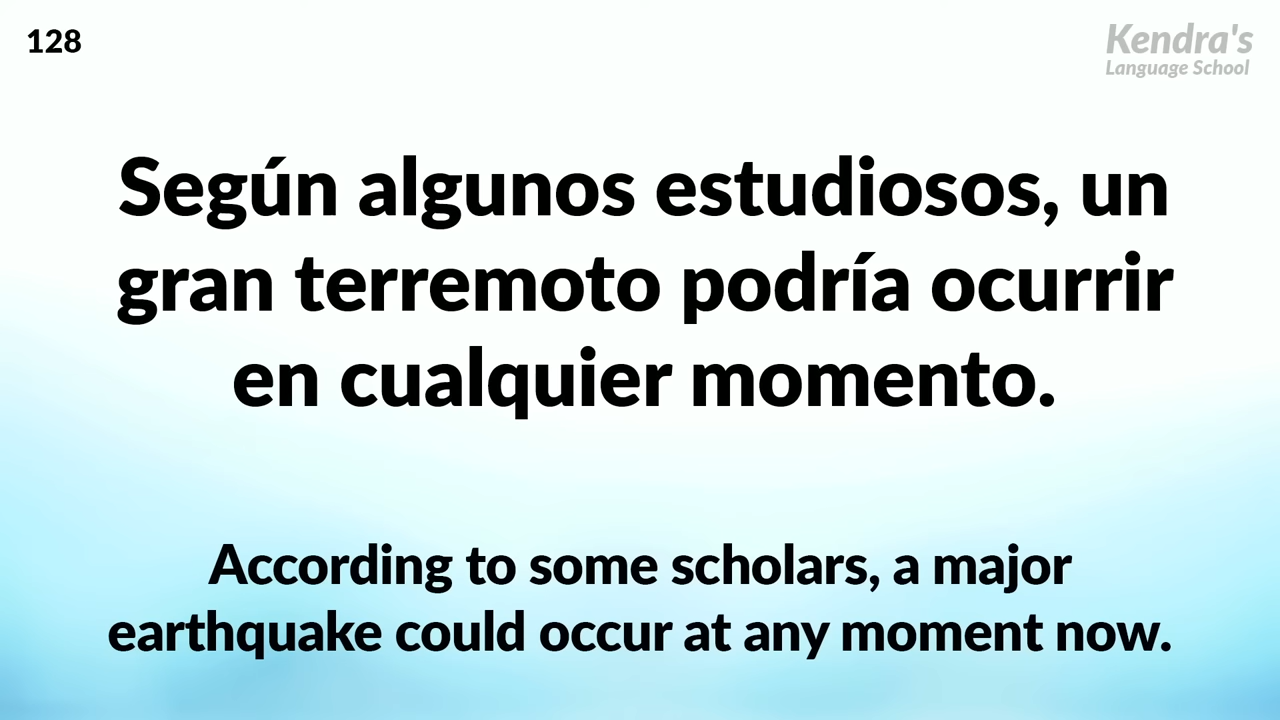 128
Kendra's
Language School
Según algunos estudiosos, un
gran terremoto podría ocurrir
en cualquier momento.
According to some scholars, a major
earthquake could occur at any moment now.